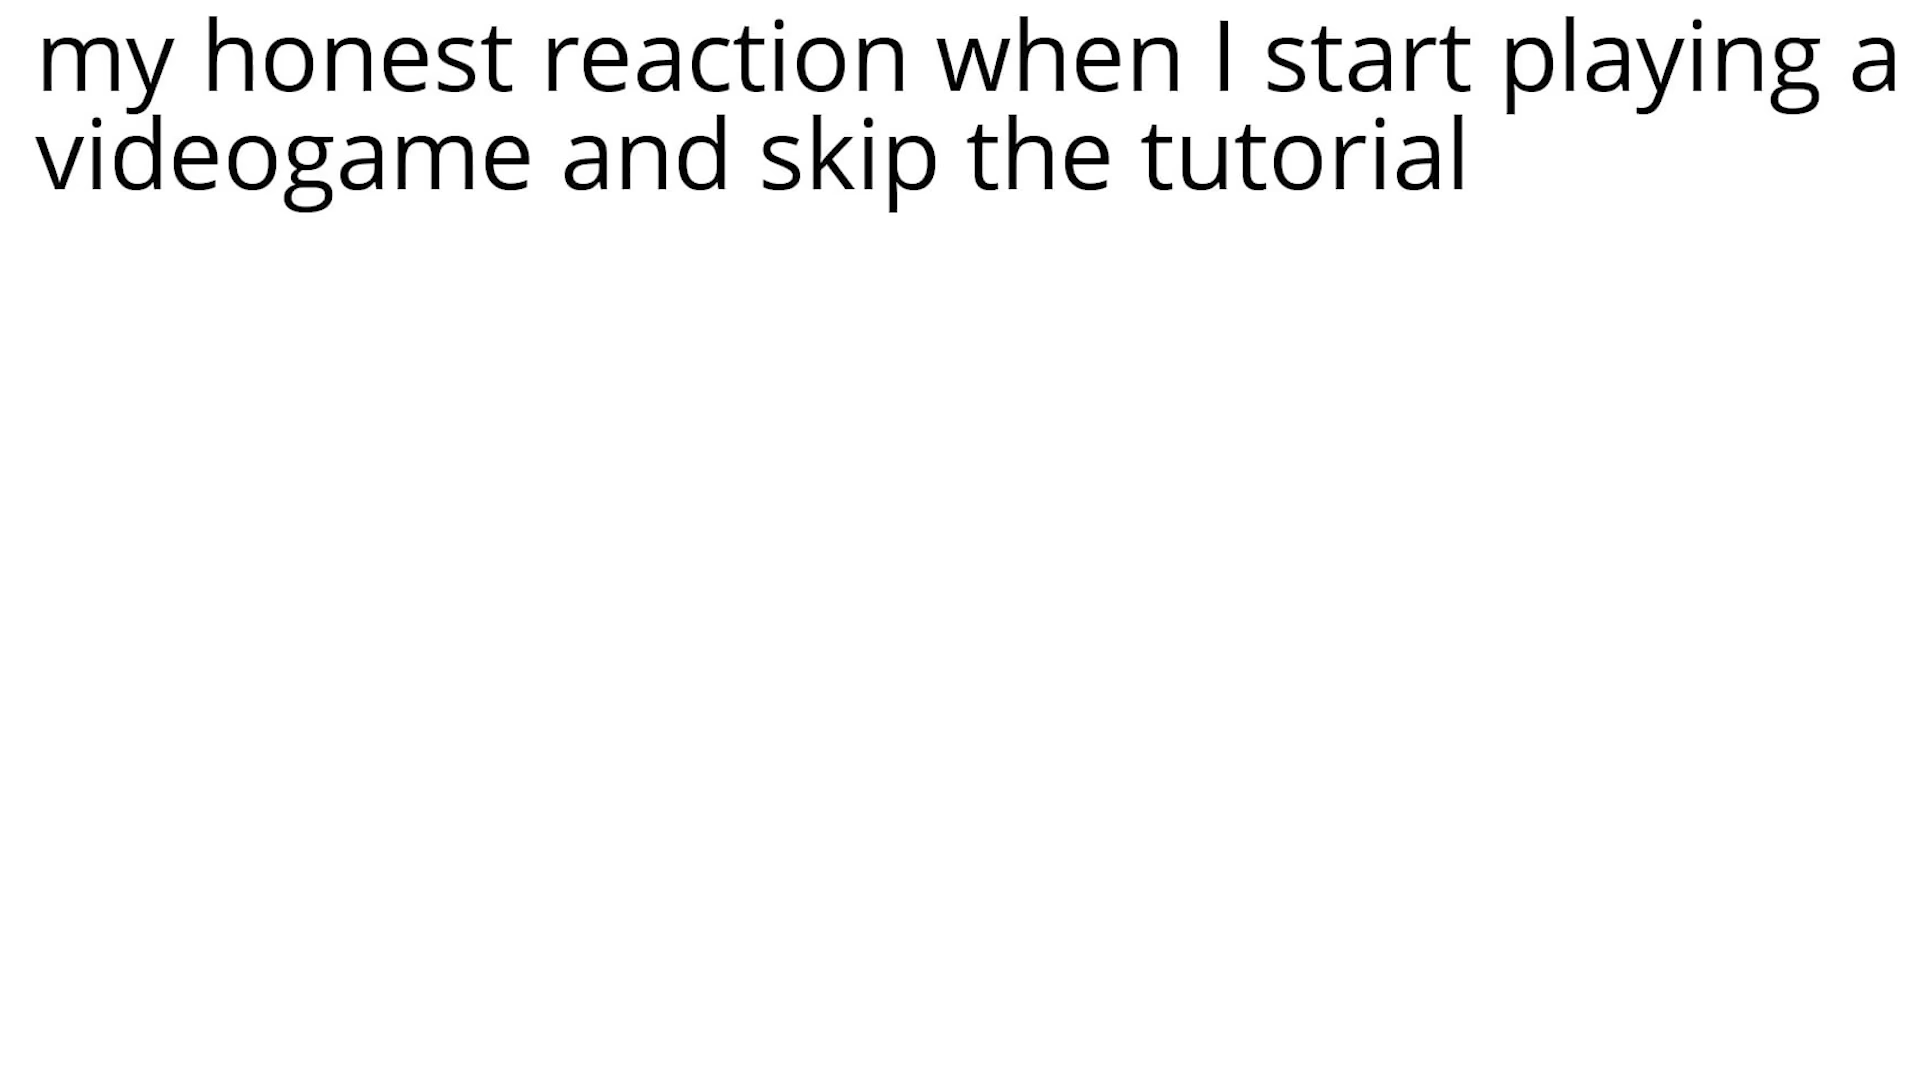 my honest reaction when I start playing a
videogame and skip the tutorial